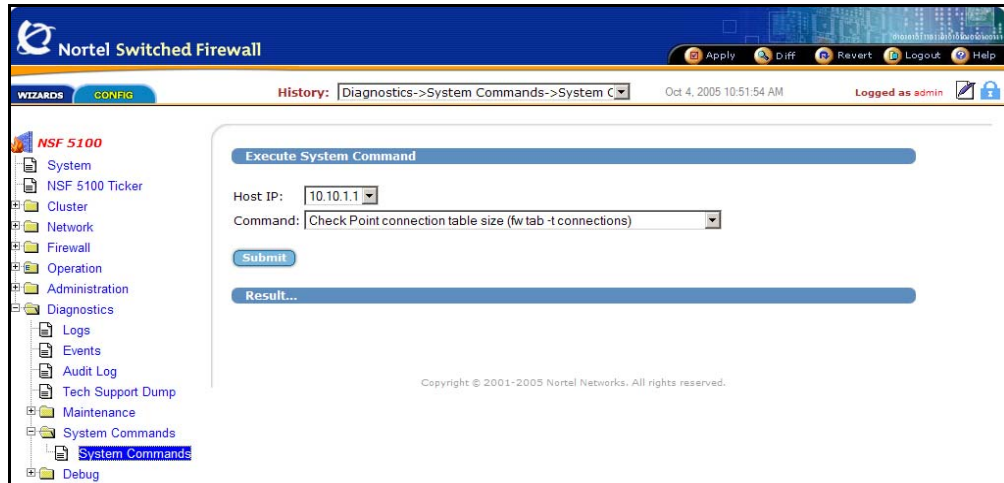 Nortel Switched Firewall
Apply Diff Revert Logout Help
WIZARDS CONFIG History: Diagnostics->System Commands->System C Oct 4, 2005 10:51:54 AM Logged as admin
NSF 5100
System
NSF 5100 Ticker
Cluster
Network
Firewall
Operation
Administration
Diagnostics
Logs
Events
Audit Log
Tech Support Dump
Maintenance
System Commands
System Commands
Debug
Execute System Command
Host IP: 10.10.1.1
Command: Check Point connection table size (fw tab -t connections)
Submit
Result...
Copyright © 2001-2005 Nortel Networks. All rights reserved.